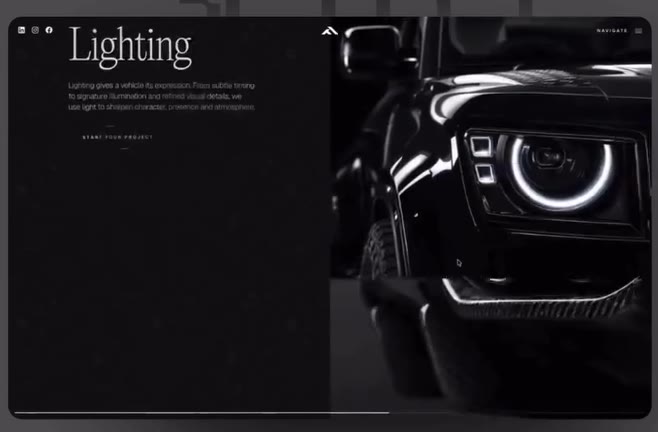 NAVIGATE
Lighting
Lighting gives a vehicle its expression. From subtle timing
to signature illumination and refined visual details, we
use light to sharpen character, presence and atmosphere.
START YOUR PROJECT